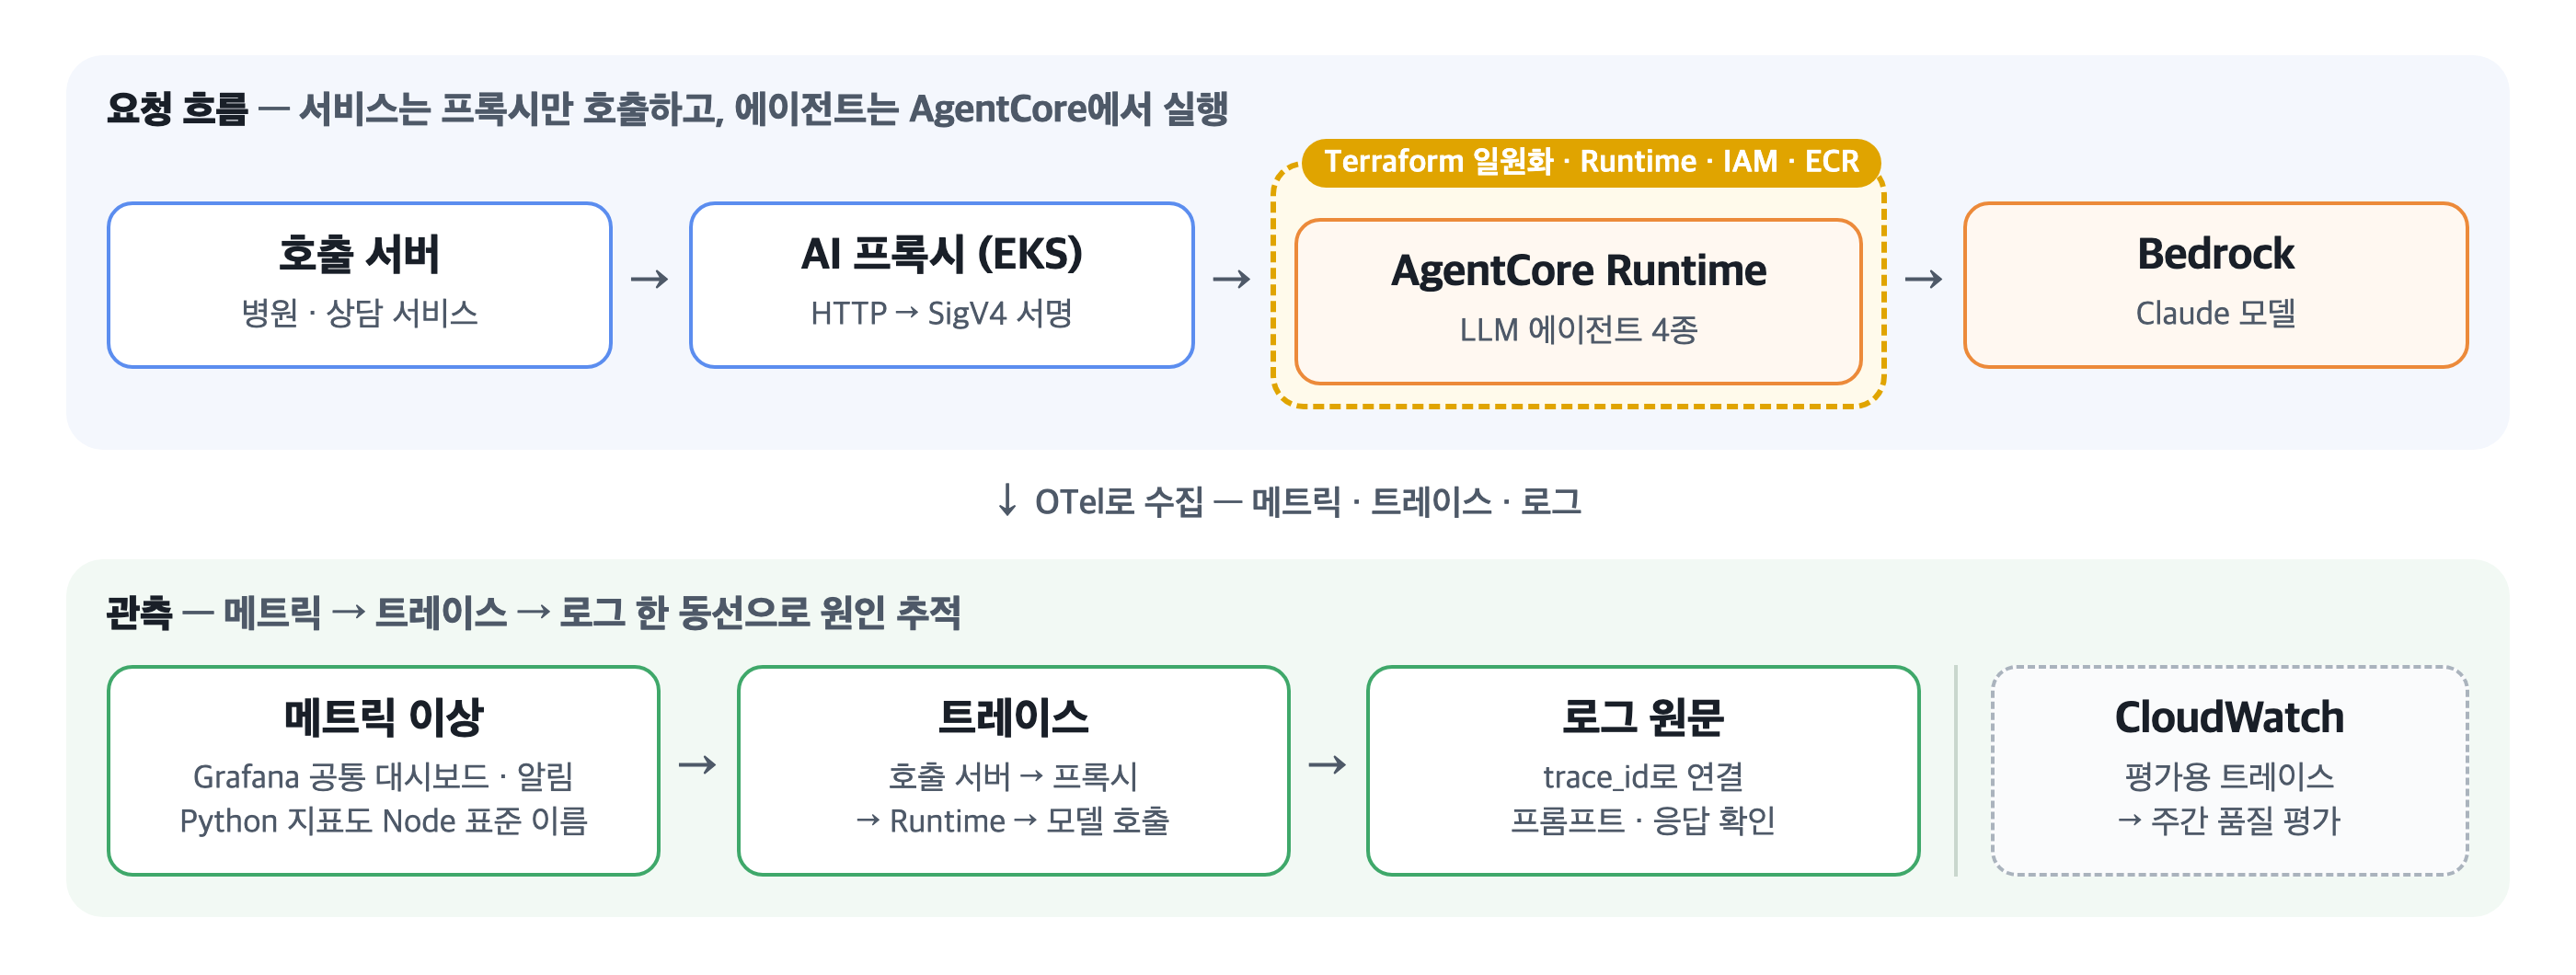 요청 흐름 — 서비스는 프록시만 호출하고, 에이전트는 AgentCore에서 실행
Terraform 일원화 · Runtime · IAM · ECR
호출 서버
병원 · 상담 서비스
→
AI 프록시 (EKS)
HTTP → SigV4 서명
→
AgentCore Runtime
LLM 에이전트 4종
→
Bedrock
Claude 모델
↓ OTel로 수집 — 메트릭 · 트레이스 · 로그
관측 — 메트릭 → 트레이스 → 로그 한 동선으로 원인 추적
메트릭 이상
Grafana 공통 대시보드 · 알림
Python 지표도 Node 표준 이름
→
트레이스
호출 서버 → 프록시
→ Runtime → 모델 호출
→
로그 원문
trace_id로 연결
프롬프트 · 응답 확인
CloudWatch
평가용 트레이스
→ 주간 품질 평가